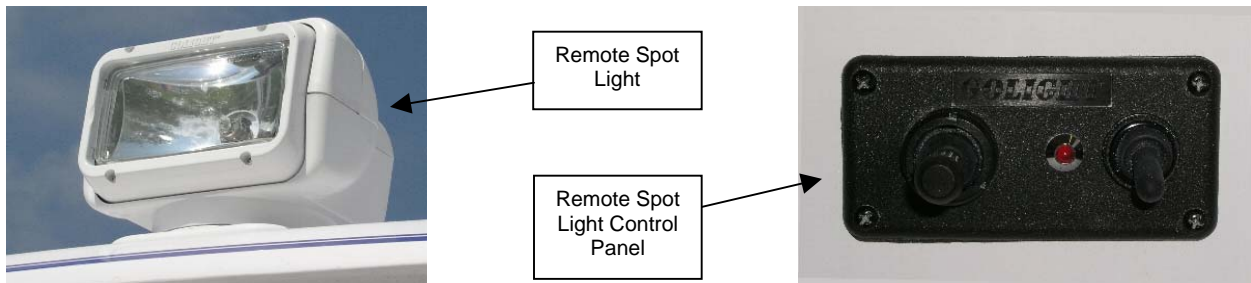 Remote Spot
Light
GOLIGHT
Remote Spot
Light Control
Panel